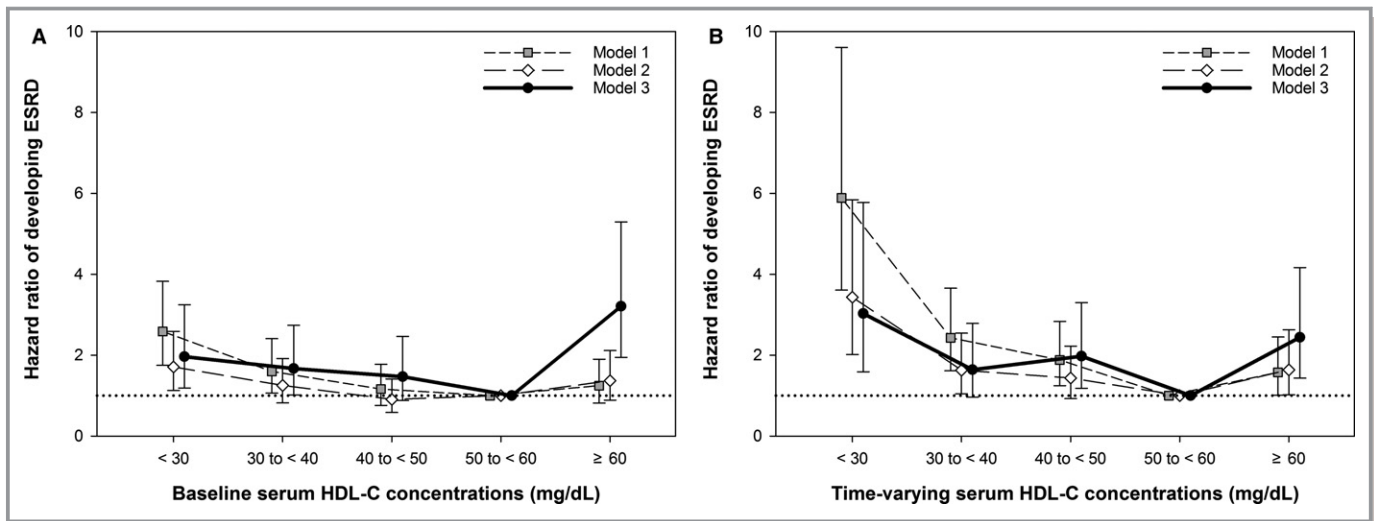 A
Hazard ratio of developing ESRD
10
8
6
4
2
0
Model 1
Model 2
Model 3
< 30
30 to < 40
40 to < 50
50 to < 60
≥ 60
Baseline serum HDL-C concentrations (mg/dL)
B
Hazard ratio of developing ESRD
10
8
6
4
2
0
Model 1
Model 2
Model 3
< 30
30 to < 40
40 to < 50
50 to < 60
≥ 60
Time-varying serum HDL-C concentrations (mg/dL)